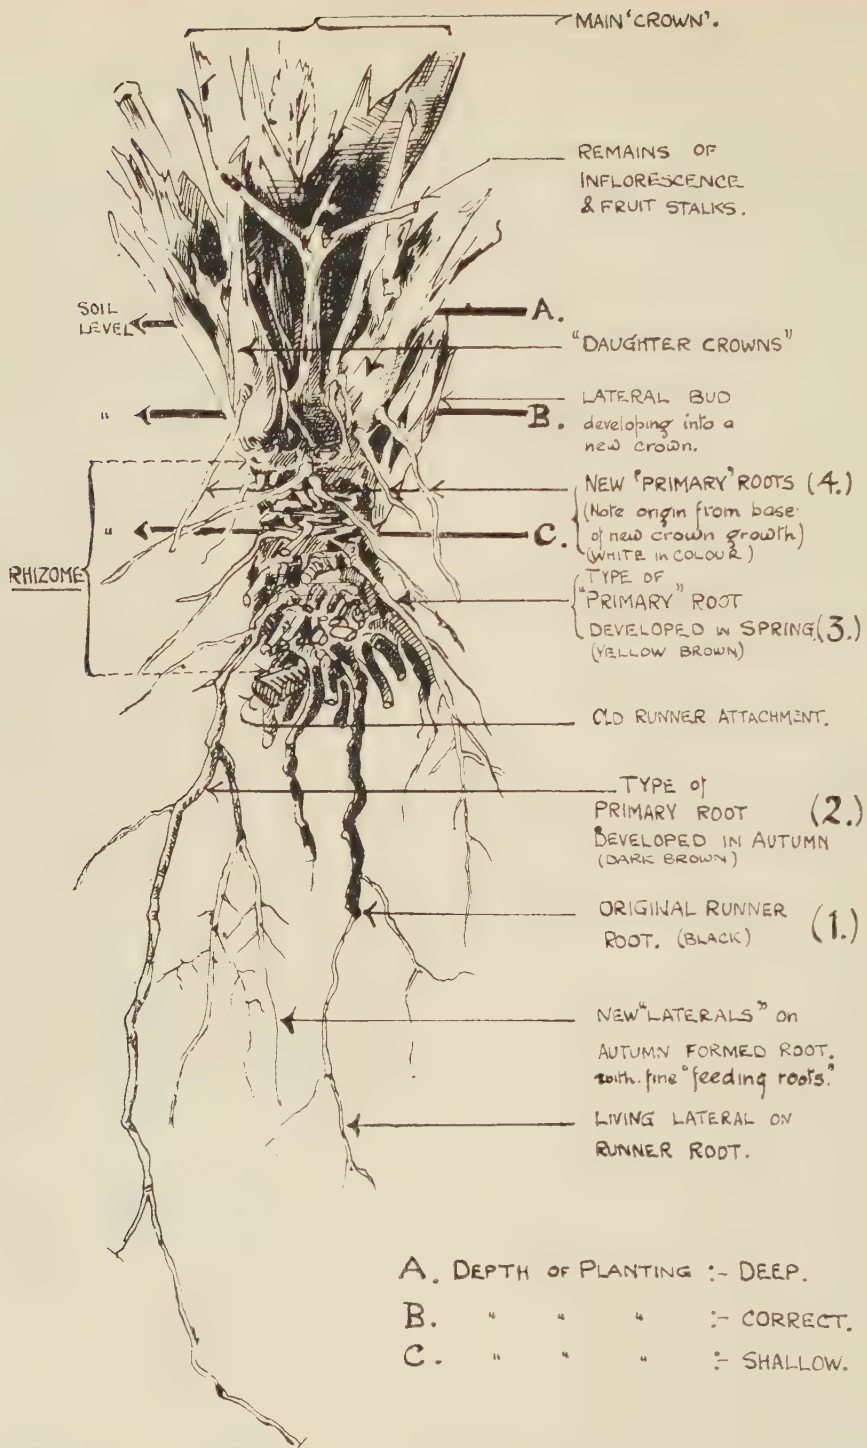 MAIN 'CROWN'.
REMAINS OF
INFLORESCENCE
& FRUIT STALKS.
SOIL
LEVEL
A.
"DAUGHTER CROWNS"
LATERAL BUD
developing into a
new crown.
"
B.
NEW 'PRIMARY' ROOTS (4.)
(Note origin from base
of new crown growth)
(WHITE IN COLOUR)
"
C.
RHIZOME
TYPE OF
"PRIMARY" ROOT
DEVELOPED IN SPRING (3.)
(YELLOW BROWN)
OLD RUNNER ATTACHMENT.
TYPE of
PRIMARY ROOT (2.)
DEVELOPED IN AUTUMN
(DARK BROWN)
ORIGINAL RUNNER
ROOT. (BLACK) (1.)
NEW "LATERALS" on
AUTUMN FORMED ROOT.
with fine "feeding roots."
LIVING LATERAL ON
RUNNER ROOT.
A. DEPTH OF PLANTING :- DEEP.
B. " " " :- CORRECT.
C. " " " :- SHALLOW.